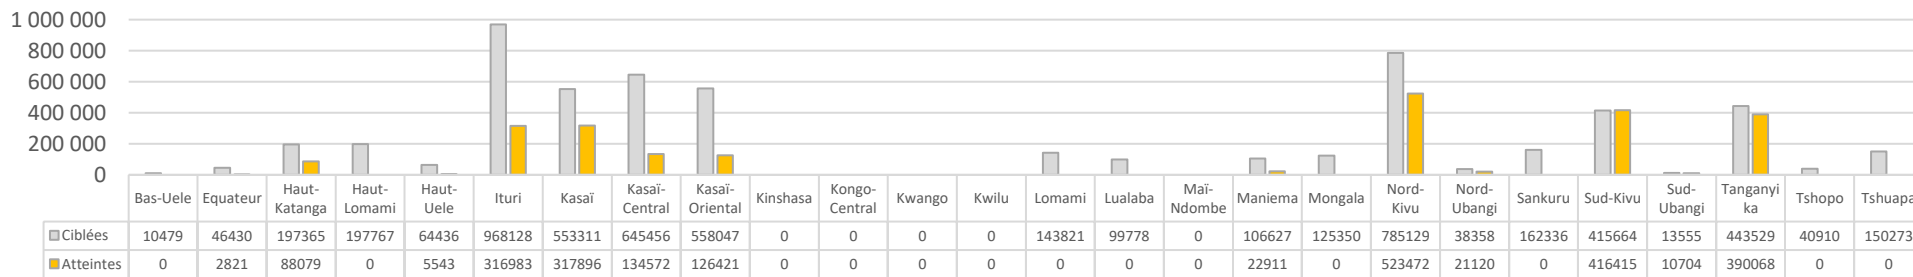 1 000 000
800 000
600 000
400 000
200 000
0
Bas-Uele Equateur Haut-Katanga Haut-Lomami Haut-Uele Ituri Kasaï Kasaï-Central Kasaï-Oriental Kinshasa Kongo-Central Kwango Kwilu Lomami Lualaba Maï-Ndombe Maniema Mongala Nord-Kivu Nord-Ubangi Sankuru Sud-Kivu Sud-Ubangi Tanganyika Tshopo Tshuapa
Ciblées 10479 46430 197365 197767 64436 968128 553311 645456 558047 0 0 0 0 143821 99778 0 106627 125350 785129 38358 162336 415664 13555 443529 40910 150273
Atteintes 0 2821 88079 0 5543 316983 317896 134572 126421 0 0 0 0 0 0 0 22911 0 523472 21120 0 416415 10704 390068 0 0